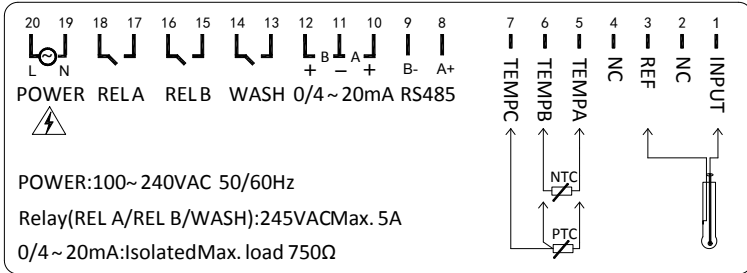 20 19 18 17 16 15 14 13 12 11 10 9 8 7 6 5 4 3 2 1
L N B A B- A+
+ − +
POWER REL A REL B WASH 0/4~20mA RS485
TEMPC TEMPB TEMPA NC REF NC INPUT
NTC
PTC
POWER:100~240VAC 50/60Hz
Relay(REL A/REL B/WASH):245VACMax. 5A
0/4~20mA:IsolatedMax. load 750Ω